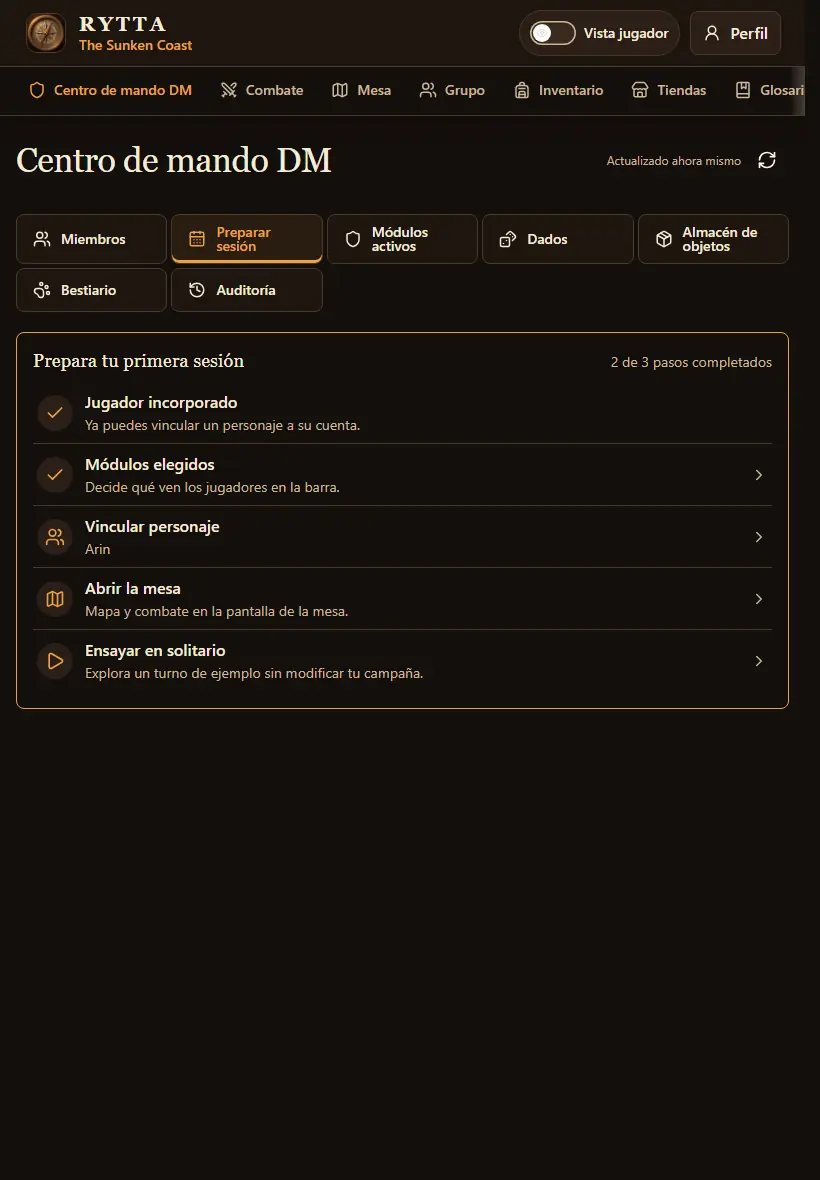 RYTTA
The Sunken Coast
Vista jugador
Perfil
Centro de mando DM
Combate
Mesa
Grupo
Inventario
Tiendas
Glosari
Centro de mando DM
Actualizado ahora mismo
Miembros
Preparar
sesión
Módulos
activos
Dados
Almacén de
objetos
Bestiario
Auditoría
Prepara tu primera sesión
2 de 3 pasos completados
Jugador incorporado
Ya puedes vincular un personaje a su cuenta.
Módulos elegidos
Decide qué ven los jugadores en la barra.
Vincular personaje
Arin
Abrir la mesa
Mapa y combate en la pantalla de la mesa.
Ensayar en solitario
Explora un turno de ejemplo sin modificar tu campaña.